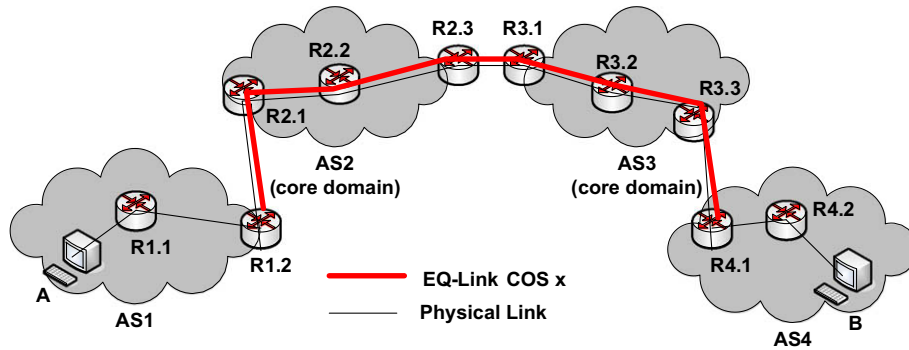 R2.3
R3.1
R2.2
R3.2
R3.3
R2.1
AS2
(core domain)
AS3
(core domain)
R1.1
R1.2
R4.2
R4.1
A
AS1
EQ-Link COS x
Physical Link
B
AS4